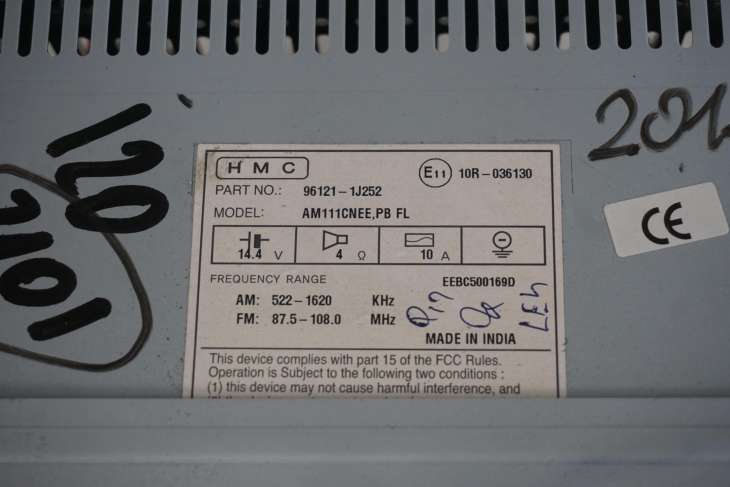 120
2101
201
HMC
E11 10R-036130
PART NO.: 96121-1J252
MODEL: AM111CNEE,PB FL
14.4 V 4 Ω 10 A
CE
FREQUENCY RANGE EEBC500169D
AM: 522-1620 KHz
FM: 87.5-108.0 MHz
MADE IN INDIA
This device complies with part 15 of the FCC Rules.
Operation is Subject to the following two conditions :
(1) this device may not cause harmful interference, and